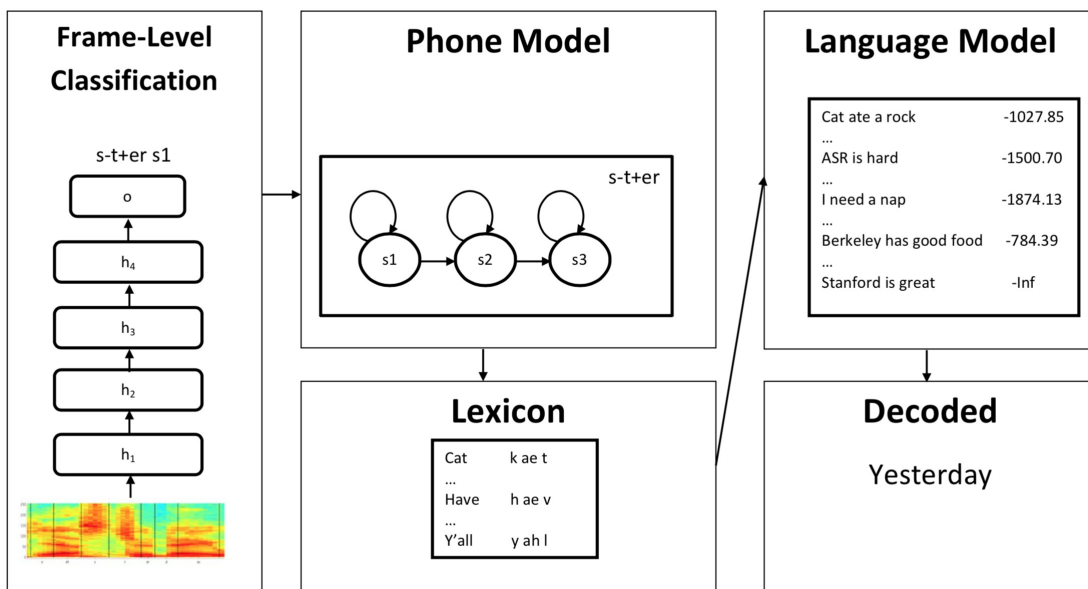 Frame-Level
Classification
s-t+er s1
o
h₄
h₃
h₂
h₁
Phone Model
s-t+er
s1 s2 s3
Lexicon
Cat k ae t
...
Have h ae v
...
Y'all y ah l
Language Model
Cat ate a rock -1027.85
...
ASR is hard -1500.70
...
I need a nap -1874.13
...
Berkeley has good food -784.39
...
Stanford is great -Inf
Decoded
Yesterday